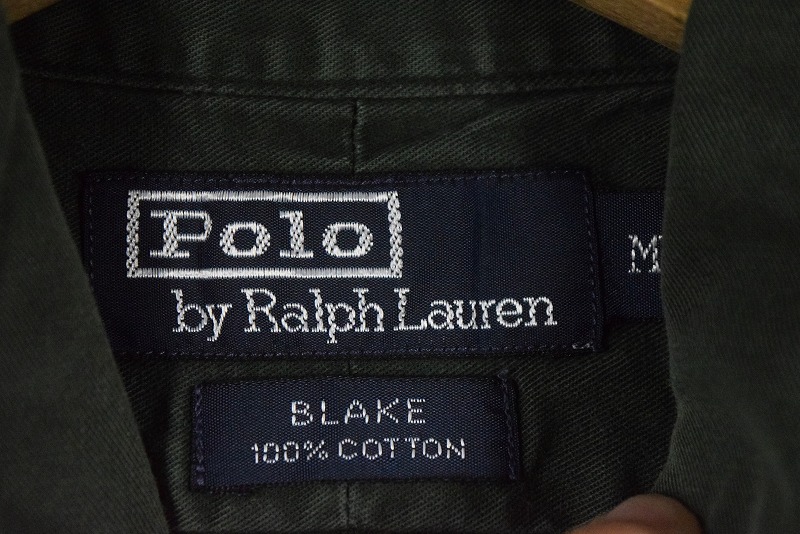 Polo
by Ralph Lauren
M
BLAKE
100% COTTON